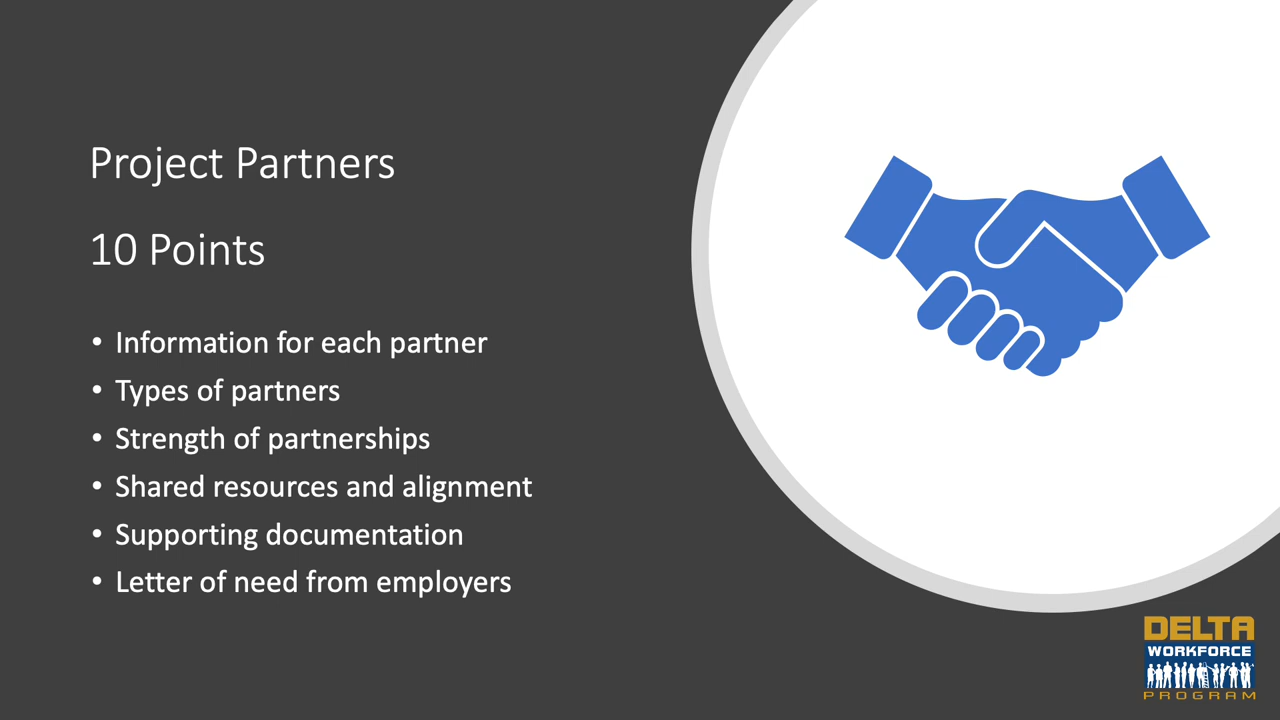 Project Partners
10 Points
• Information for each partner
• Types of partners
• Strength of partnerships
• Shared resources and alignment
• Supporting documentation
• Letter of need from employers
DELTA
WORKFORCE
PROGRAM